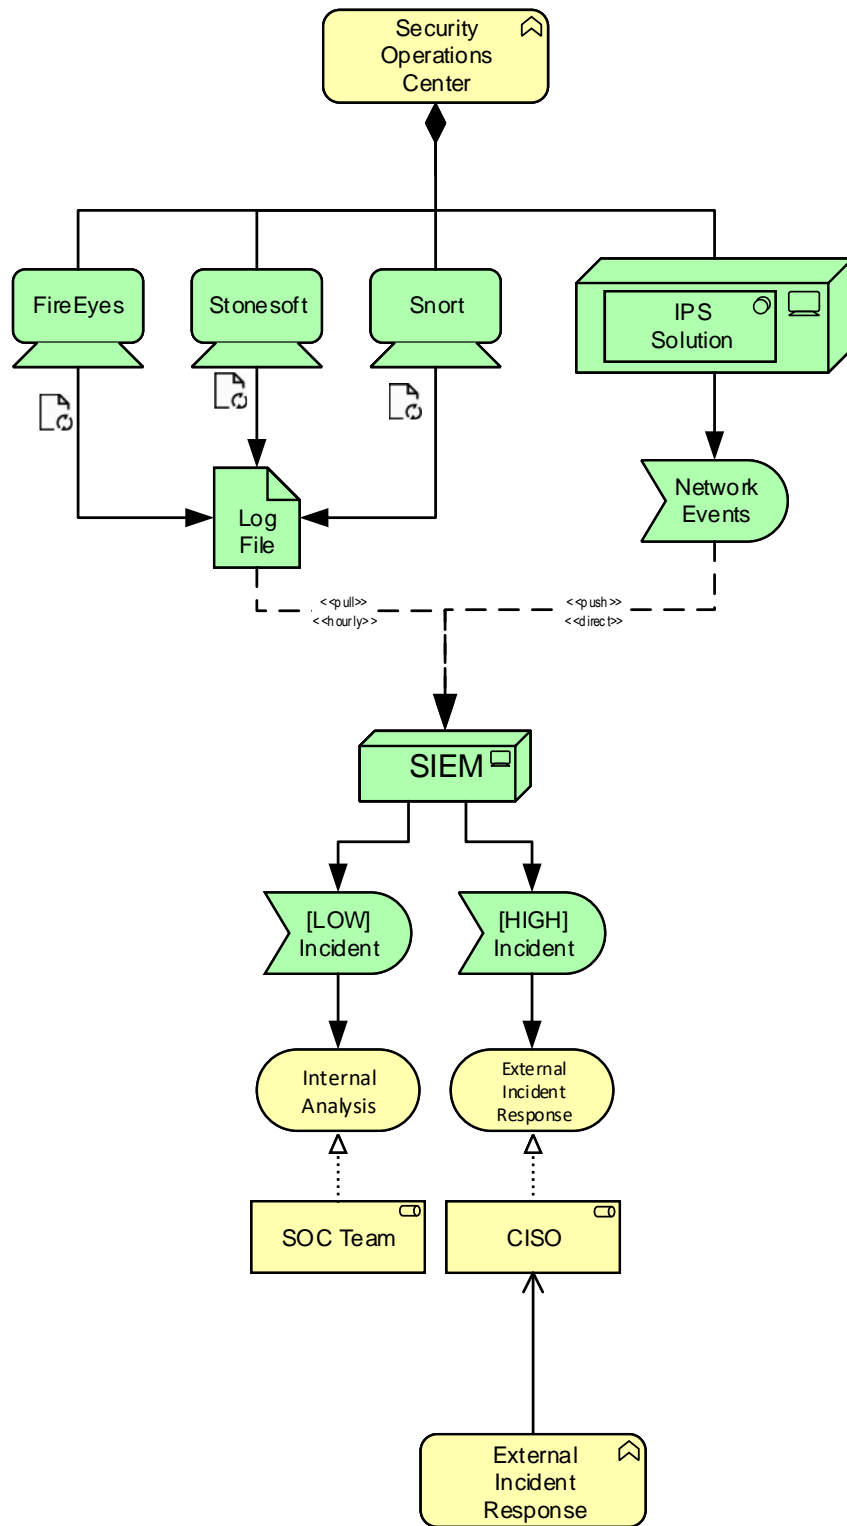 Security
Operations
Center
FireEyes
Stonesoft
Snort
IPS
Solution
Log
File
Network
Events
<<pull>>
<<hourly>>
<<push>>
<<direct>>
SIEM
[LOW]
Incident
[HIGH]
Incident
Internal
Analysis
External
Incident
Response
SOC Team
CISO
External
Incident
Response